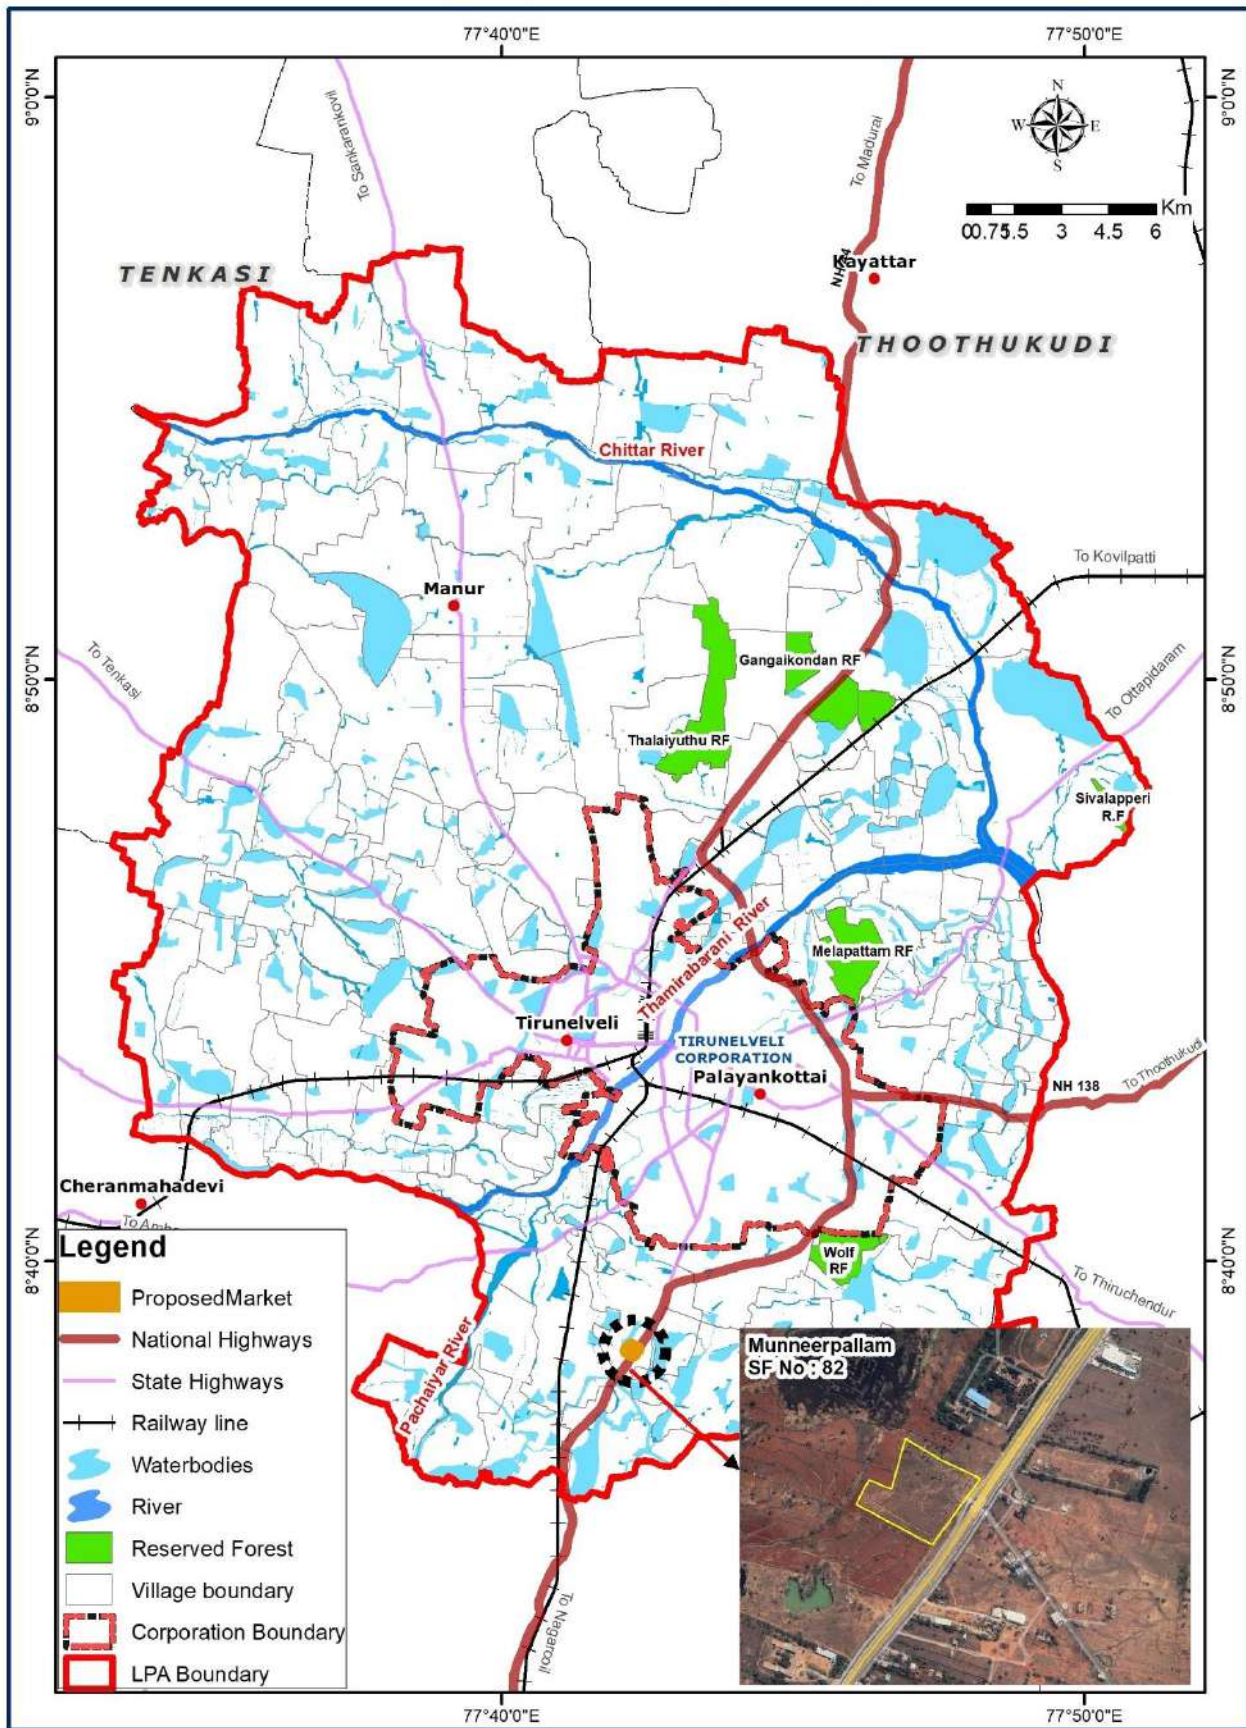 77°40'0"E
77°50'0"E
9°0'0"N
9°0'0"N
N
W
E
S
To Sankarankovil
To Madurai
Km
0 0.75 1.5 3 4.5 6
TENKASI
Kayattar
THOOTHUKUDI
Chittar River
To Kovilpatti
Manur
To Tenkasi
8°50'0"N
8°50'0"N
Gangaikondan RF
To Ottapidaram
Thalaiyuthu RF
Sivalapperi
R.F
Thamirabarani River
Melapattam RF
Tirunelveli
TIRUNELVELI
CORPORATION
Palayankottai
NH 138
To Thoothukudi
Cheranmahadevi
8°40'0"N
8°40'0"N
Wolf
RF
To Thiruchendur
Pachaiyar River
To Nagarcoil
Legend
ProposedMarket
National Highways
State Highways
Railway line
Waterbodies
River
Reserved Forest
Village boundary
Corporation Boundary
LPA Boundary
Munneerpallam
SF No : 82
77°40'0"E
77°50'0"E